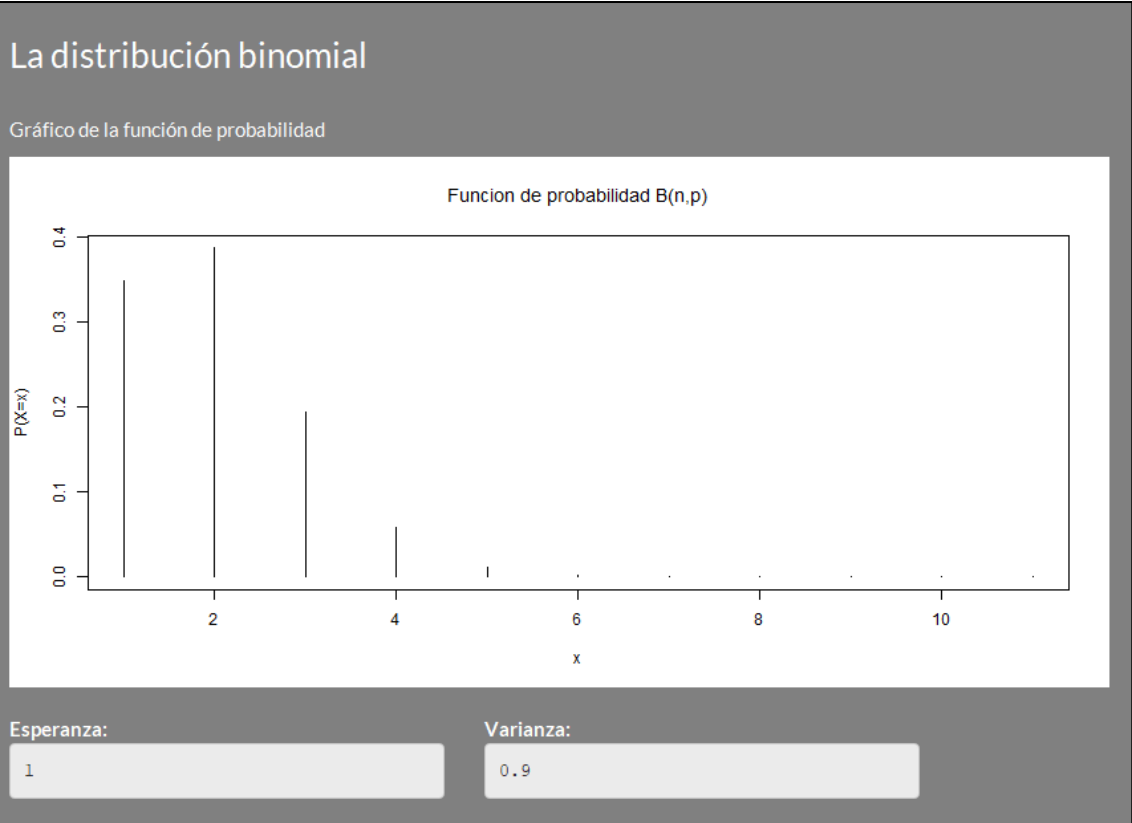 La distribución binomial
Gráfico de la función de probabilidad
Funcion de probabilidad B(n,p)
P(X=x)
0.4
0.3
0.2
0.1
0.0
2 4 6 8 10
x
Esperanza: Varianza:
1 0.9